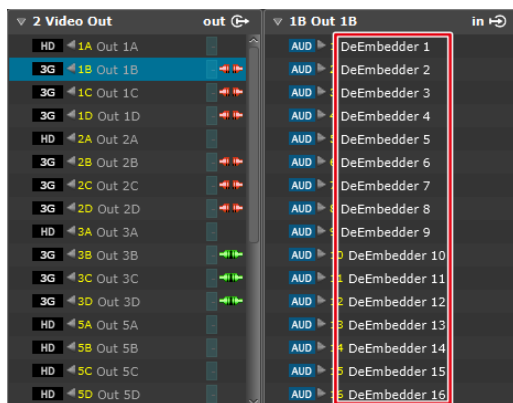 2 Video Out out
HD 1A Out 1A
3G 1B Out 1B
3G 1C Out 1C
3G 1D Out 1D
HD 2A Out 2A
3G 2B Out 2B
3G 2C Out 2C
3G 2D Out 2D
HD 3A Out 3A
3G 3B Out 3B
3G 3C Out 3C
3G 3D Out 3D
HD 5A Out 5A
HD 5B Out 5B
HD 5C Out 5C
HD 5D Out 5D
1B Out 1B in
AUD DeEmbedder 1
AUD DeEmbedder 2
AUD DeEmbedder 3
AUD DeEmbedder 4
AUD DeEmbedder 5
AUD DeEmbedder 6
AUD DeEmbedder 7
AUD DeEmbedder 8
AUD DeEmbedder 9
AUD DeEmbedder 10
AUD DeEmbedder 11
AUD DeEmbedder 12
AUD DeEmbedder 13
AUD DeEmbedder 14
AUD DeEmbedder 15
AUD DeEmbedder 16